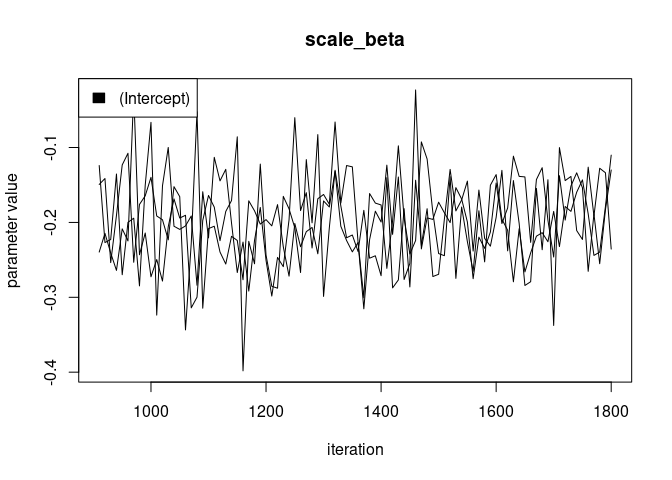 scale_beta
(Intercept)
parameter value
-0.1
-0.2
-0.3
-0.4
1000 1200 1400 1600 1800
iteration